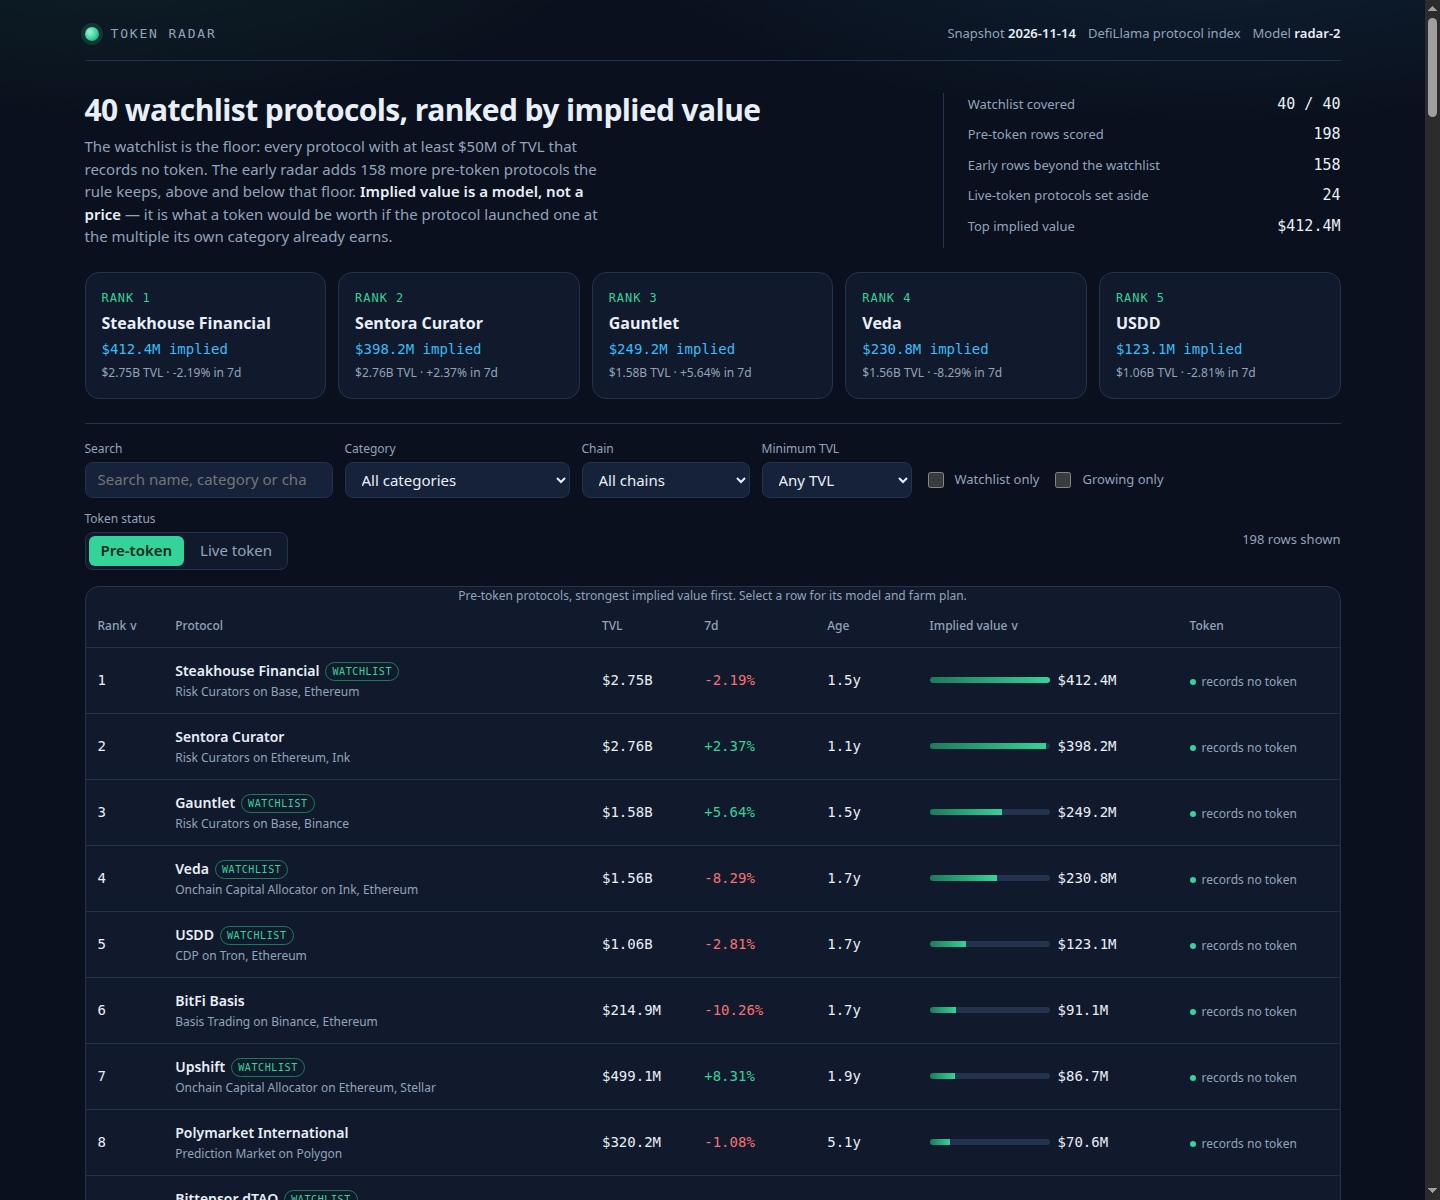 TOKEN RADAR
Snapshot 2026-11-14 DefiLlama protocol index Model radar-2
40 watchlist protocols, ranked by implied value
The watchlist is the floor: every protocol with at least $50M of TVL that
records no token. The early radar adds 158 more pre-token protocols the
rule keeps, above and below that floor. Implied value is a model, not a
price — it is what a token would be worth if the protocol launched one at
the multiple its own category already earns.
Watchlist covered 40 / 40
Pre-token rows scored 198
Early rows beyond the watchlist 158
Live-token protocols set aside 24
Top implied value $412.4M
RANK 1
Steakhouse Financial
$412.4M implied
$2.75B TVL · -2.19% in 7d
RANK 2
Sentora Curator
$398.2M implied
$2.76B TVL · +2.37% in 7d
RANK 3
Gauntlet
$249.2M implied
$1.58B TVL · +5.64% in 7d
RANK 4
Veda
$230.8M implied
$1.56B TVL · -8.29% in 7d
RANK 5
USDD
$123.1M implied
$1.06B TVL · -2.81% in 7d
Search
Search name, category or cha
Category
All categories
Chain
All chains
Minimum TVL
Any TVL
Watchlist only
Growing only
Token status
Pre-token Live token
198 rows shown
Pre-token protocols, strongest implied value first. Select a row for its model and farm plan.
Rank v Protocol TVL 7d Age Implied value v Token
1 Steakhouse Financial WATCHLIST $2.75B -2.19% 1.5y $412.4M records no token
Risk Curators on Base, Ethereum
2 Sentora Curator $2.76B +2.37% 1.1y $398.2M records no token
Risk Curators on Ethereum, Ink
3 Gauntlet WATCHLIST $1.58B +5.64% 1.5y $249.2M records no token
Risk Curators on Base, Binance
4 Veda WATCHLIST $1.56B -8.29% 1.7y $230.8M records no token
Onchain Capital Allocator on Ink, Ethereum
5 USDD WATCHLIST $1.06B -2.81% 1.7y $123.1M records no token
CDP on Tron, Ethereum
6 BitFi Basis $214.9M -10.26% 1.7y $91.1M records no token
Basis Trading on Binance, Ethereum
7 Upshift WATCHLIST $499.1M +8.31% 1.9y $86.7M records no token
Onchain Capital Allocator on Ethereum, Stellar
8 Polymarket International $320.2M -1.08% 5.1y $70.6M records no token
Prediction Market on Polygon
Bittensor dTAO WATCHLIST